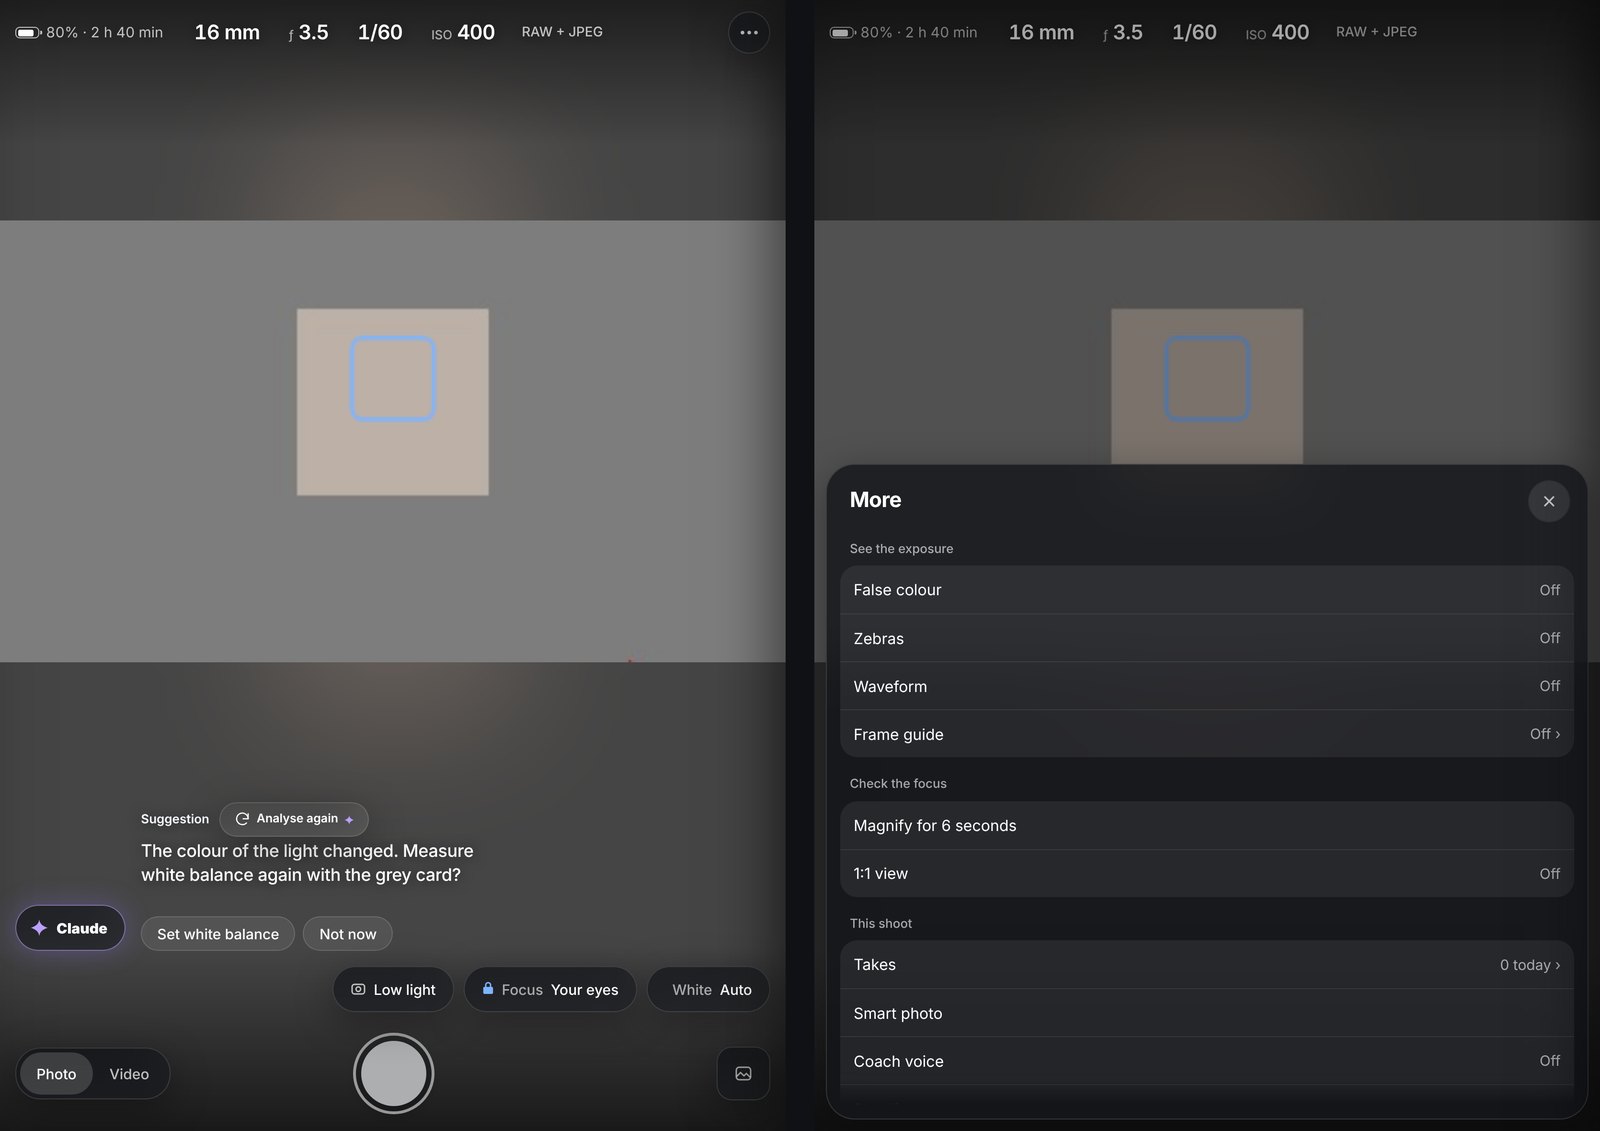 80% · 2 h 40 min 16 mm ƒ 3.5 1/60 ISO 400 RAW + JPEG
Suggestion Analyse again
The colour of the light changed. Measure
white balance again with the grey card?
Claude
Set white balance Not now
Low light Focus Your eyes White Auto
Photo Video
80% · 2 h 40 min 16 mm ƒ 3.5 1/60 ISO 400 RAW + JPEG
More
See the exposure
False colour Off
Zebras Off
Waveform Off
Frame guide Off ›
Check the focus
Magnify for 6 seconds
1:1 view Off
This shoot
Takes 0 today ›
Smart photo
Coach voice Off